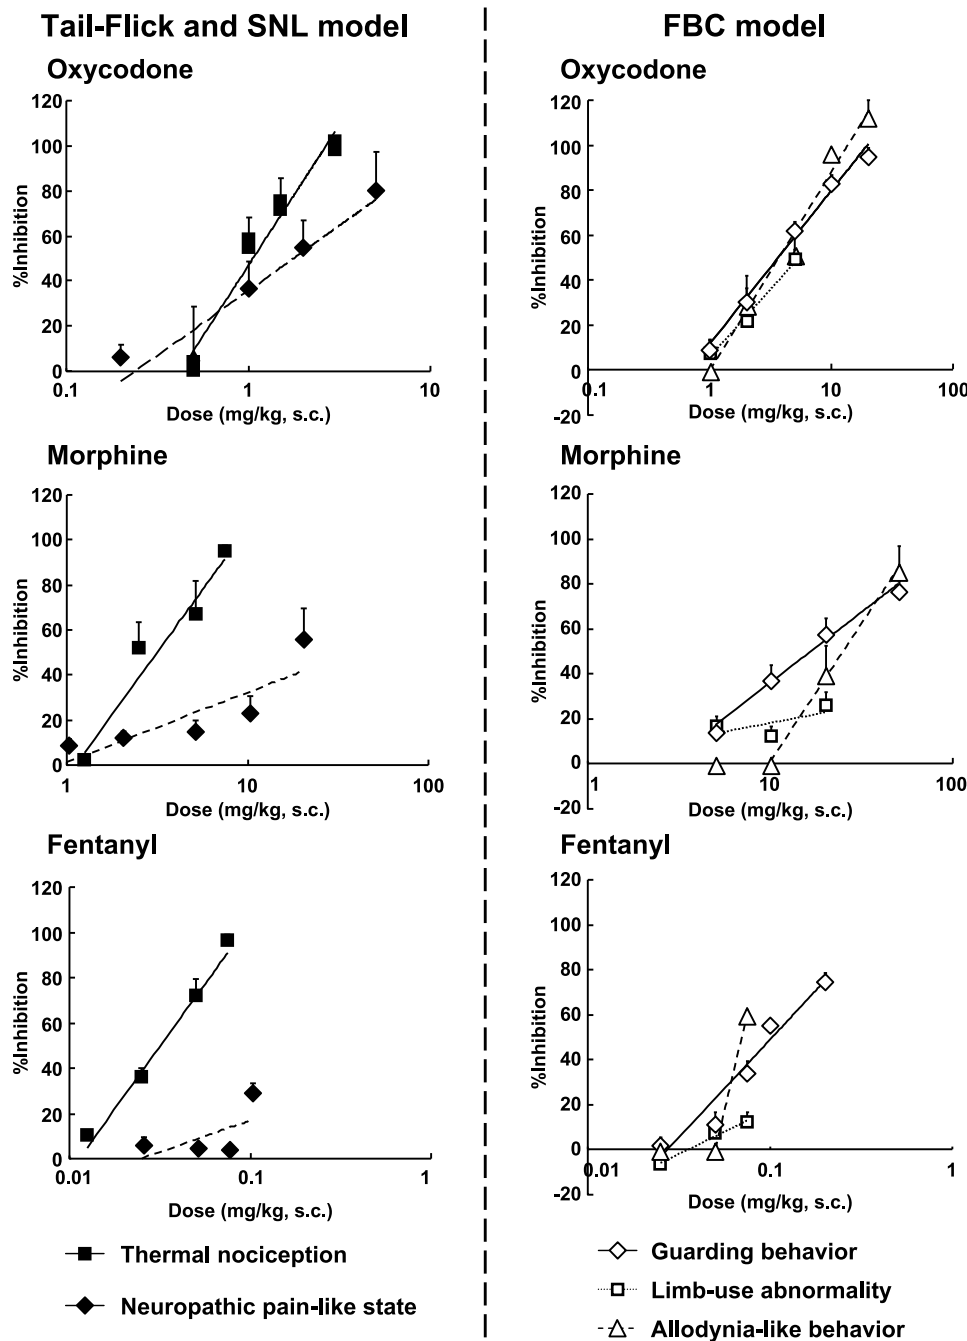 Tail-Flick and SNL model
Oxycodone
%Inhibition
120
100
80
60
40
20
0
0.1
1
10
Dose (mg/kg, s.c.)
Morphine
%Inhibition
120
100
80
60
40
20
0
1
10
100
Dose (mg/kg, s.c.)
Fentanyl
%Inhibition
120
100
80
60
40
20
0
0.01
0.1
1
Dose (mg/kg, s.c.)
Thermal nociception
Neuropathic pain-like state
FBC model
Oxycodone
%Inhibition
120
100
80
60
40
20
0
-20
0.1
1
10
100
Dose (mg/kg, s.c.)
Morphine
%Inhibition
120
100
80
60
40
20
0
-20
1
10
100
Dose (mg/kg, s.c.)
Fentanyl
%Inhibition
120
100
80
60
40
20
0
-20
0.01
0.1
1
Dose (mg/kg, s.c.)
Guarding behavior
Limb-use abnormality
Allodynia-like behavior